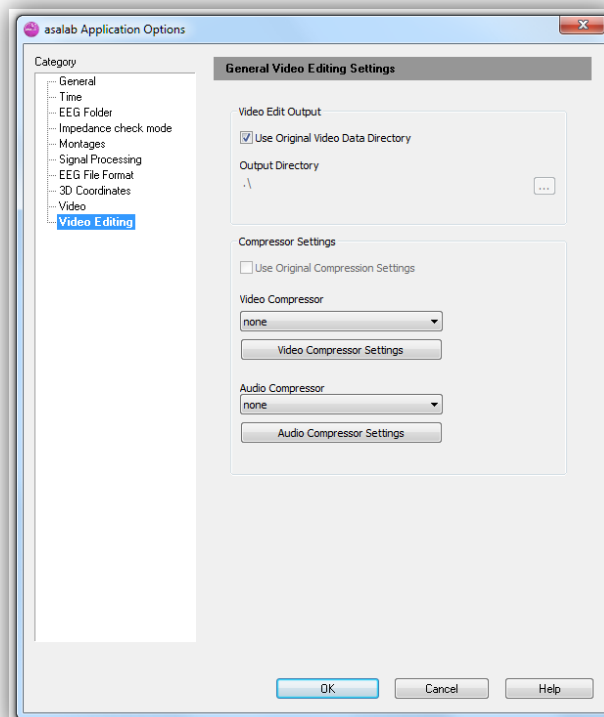 asalab Application Options
Category
General
Time
EEG Folder
Impedance check mode
Montages
Signal Processing
EEG File Format
3D Coordinates
Video
Video Editing
General Video Editing Settings
Video Edit Output
Use Original Video Data Directory
Output Directory
.\
...
Compressor Settings
Use Original Compression Settings
Video Compressor
none
Video Compressor Settings
Audio Compressor
none
Audio Compressor Settings
OK
Cancel
Help